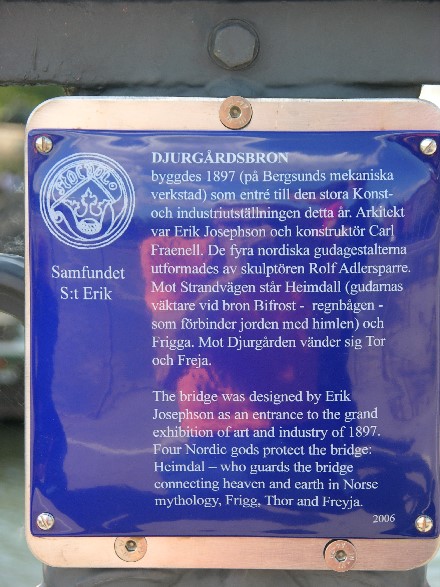 STOCKHOLM
Samfundet
S:t Erik
DJURGÅRDSBRON
byggdes 1897 (på Bergsunds mekaniska
verkstad) som entré till den stora Konst-
och industriutställningen detta år. Arkitekt
var Erik Josephson och konstruktör Carl
Fraenell. De fyra nordiska gudagestalterna
utformades av skulptören Rolf Adlersparre.
Mot Strandvägen står Heimdall (gudarnas
väktare vid bron Bifrost - regnbågen -
som förbinder jorden med himlen) och
Frigga. Mot Djurgården vänder sig Tor
och Freja.
The bridge was designed by Erik
Josephson as an entrance to the grand
exhibition of art and industry of 1897.
Four Nordic gods protect the bridge:
Heimdal – who guards the bridge
connecting heaven and earth in Norse
mythology, Frigg, Thor and Freyja.
2006